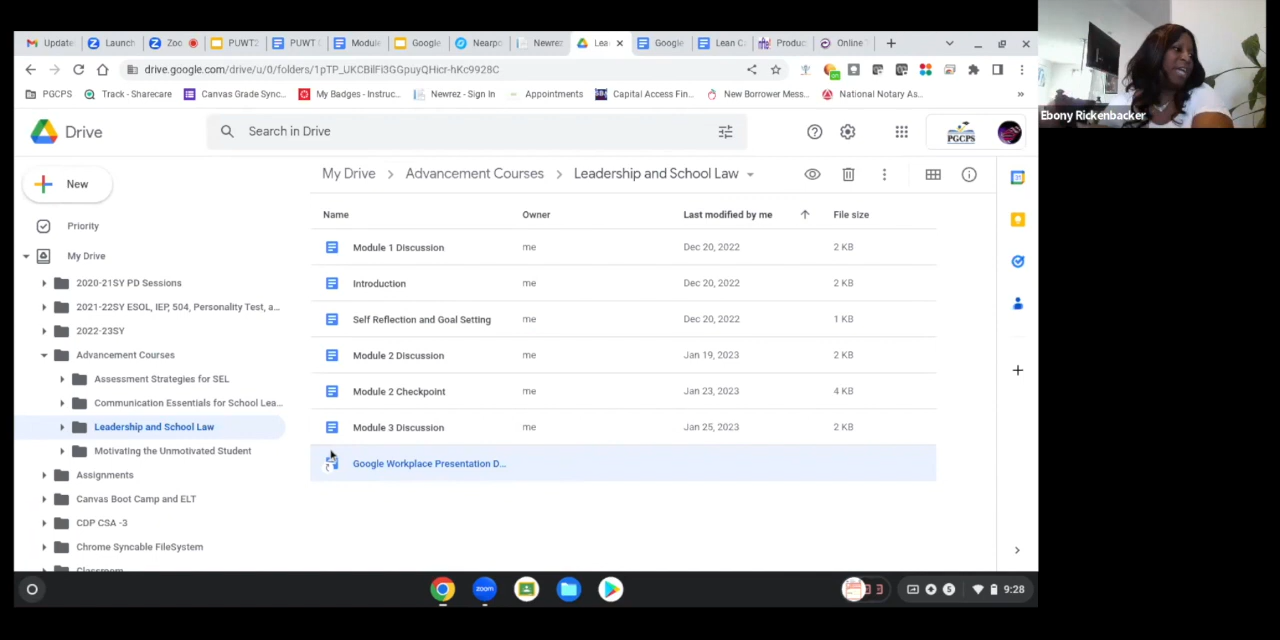 Update
Launch
Zoo
PUWT2
PUWT
Module
Google
Nearpo
Newrez
Lea
Google
Lean C
Produc
Online
drive.google.com/drive/u/0/folders/1pTP_UKCBilFi3GGpuyQHicr-hKc9928C
PGCPS
Track - Sharecare
Canvas Grade Sync...
My Badges - Instruc...
Newrez - Sign In
Appointments
Capital Access Fin...
New Borrower Mess...
National Notary As...
Ebony Rickenbacker
Drive
Search in Drive
PGCPS
New
My Drive > Advancement Courses > Leadership and School Law
Name Owner Last modified by me File size
Priority
My Drive
2020-21SY PD Sessions
2021-22SY ESOL, IEP, 504, Personality Test, a...
2022-23SY
Advancement Courses
Assessment Strategies for SEL
Communication Essentials for School Lea...
Leadership and School Law
Motivating the Unmotivated Student
Assignments
Canvas Boot Camp and ELT
CDP CSA -3
Chrome Syncable FileSystem
Classroom
Module 1 Discussion me Dec 20, 2022 2 KB
Introduction me Dec 20, 2022 2 KB
Self Reflection and Goal Setting me Dec 20, 2022 1 KB
Module 2 Discussion me Jan 19, 2023 2 KB
Module 2 Checkpoint me Jan 23, 2023 4 KB
Module 3 Discussion me Jan 25, 2023 2 KB
Google Workplace Presentation D...
zoom
5
9:28